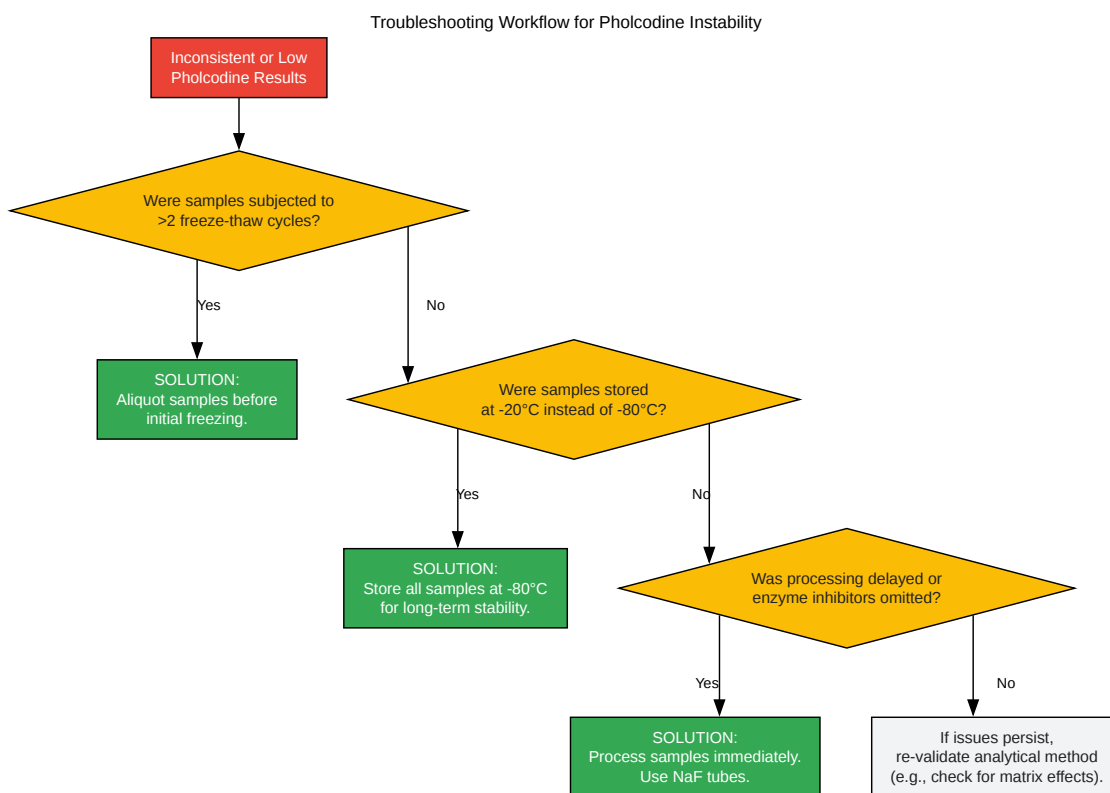 Troubleshooting Workflow for Pholcodine Instability
Inconsistent or Low
Pholcodine Results
Were samples subjected to
>2 freeze-thaw cycles?
Yes
No
SOLUTION:
Aliquot samples before
initial freezing.
Were samples stored
at -20°C instead of -80°C?
Yes
No
SOLUTION:
Store all samples at -80°C
for long-term stability.
Was processing delayed or
enzyme inhibitors omitted?
Yes
No
SOLUTION:
Process samples immediately.
Use NaF tubes.
If issues persist,
re-validate analytical method
(e.g., check for matrix effects).